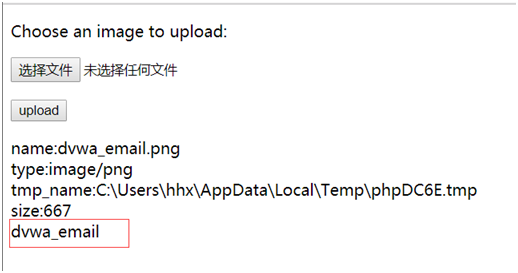 Choose an image to upload:
选择文件 未选择任何文件
upload
name:dvwa_email.png
type:image/png
tmp_name:C:\Users\hhx\AppData\Local\Temp\phpDC6E.tmp
size:667
dvwa_email